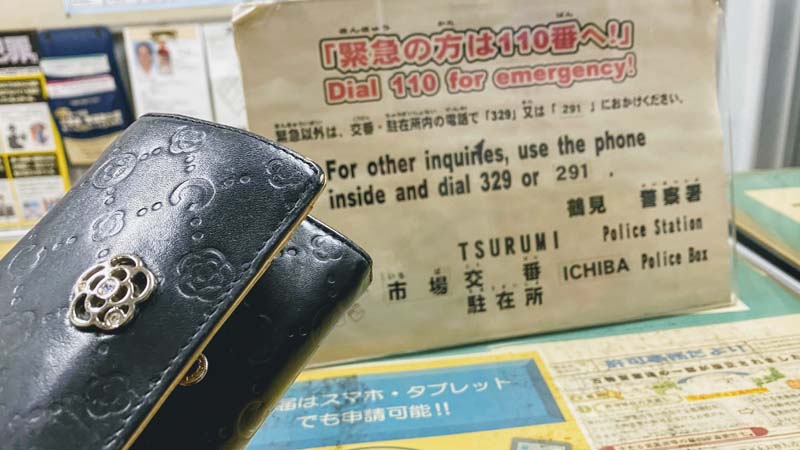 「緊急の方は110番へ!」
Dial 110 for emergency!
緊急以外は、交番・駐在所内の電話で「329」又は「 291 」におかけください。
For other inquiries, use the phone
inside and dial 329 or 291 .
鶴見 警察署
TSURUMI Police Station
市場 交番 ICHIBA Police Box
駐在所
届はスマホ・タブレット
でも申請可能!!